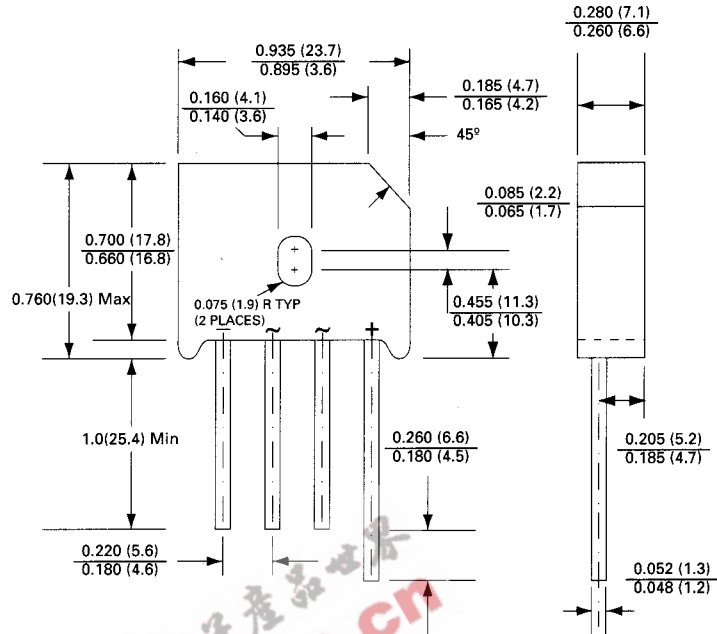 0.280 (7.1)
0.260 (6.6)
0.935 (23.7)
0.895 (3.6)
0.185 (4.7)
0.165 (4.2)
0.160 (4.1)
0.140 (3.6)
45º
0.085 (2.2)
0.065 (1.7)
0.700 (17.8)
0.660 (16.8)
0.760(19.3) Max
0.075 (1.9) R TYP
(2 PLACES)
0.455 (11.3)
0.405 (10.3)
– ~ ~ +
1.0(25.4) Min
0.260 (6.6)
0.180 (4.5)
0.205 (5.2)
0.185 (4.7)
0.220 (5.6)
0.180 (4.6)
0.052 (1.3)
0.048 (1.2)
產品世界
.cn